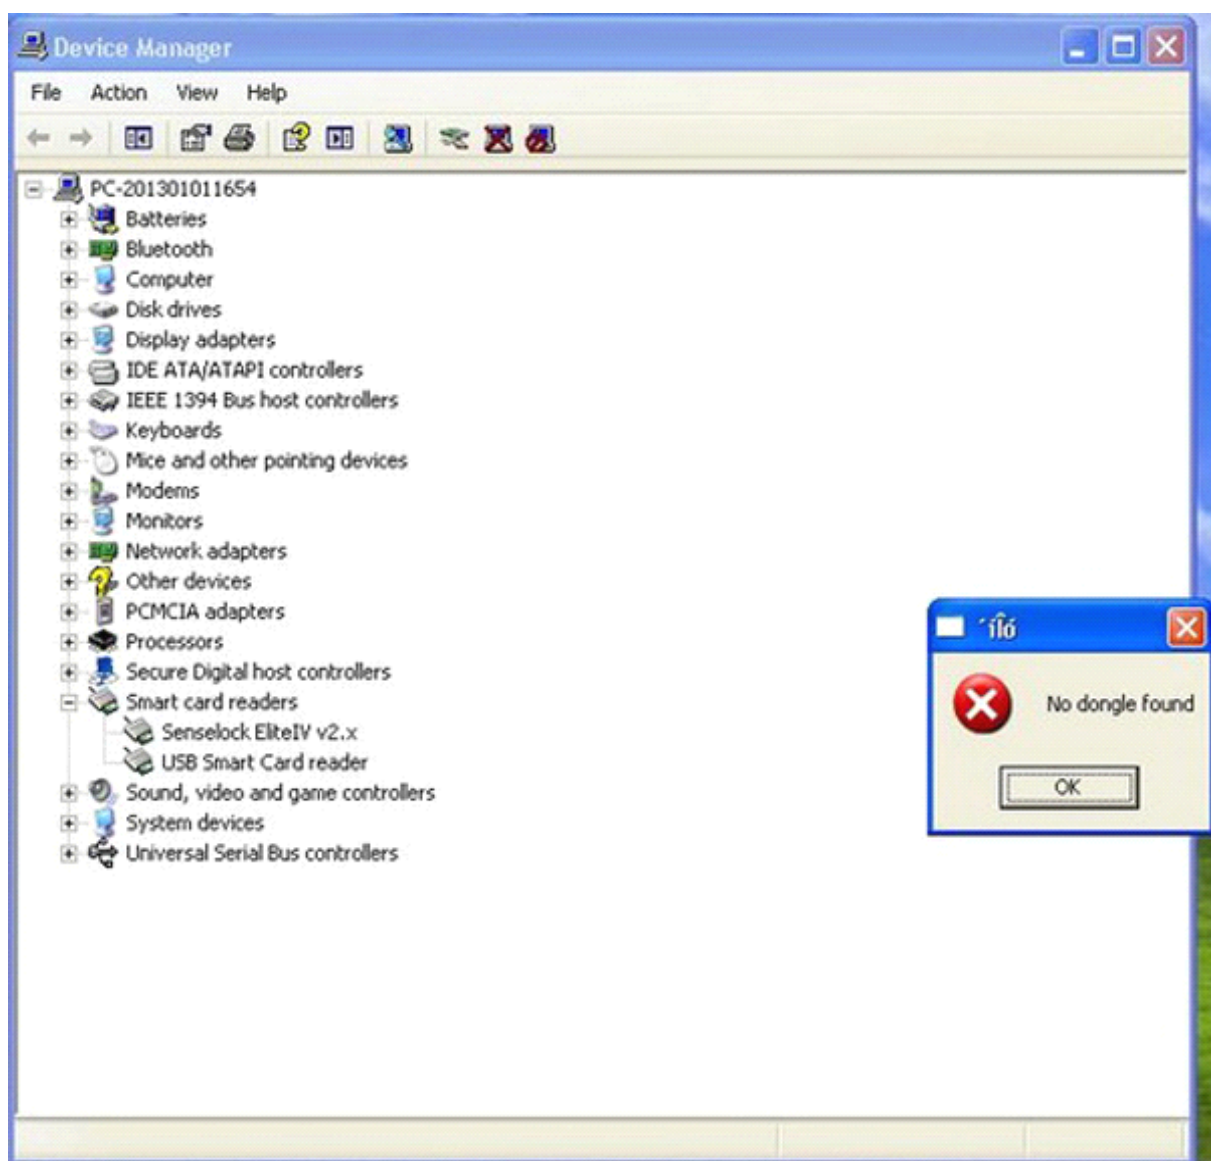 Device Manager
File Action View Help
PC-201301011654
Batteries
Bluetooth
Computer
Disk drives
Display adapters
IDE ATA/ATAPI controllers
IEEE 1394 Bus host controllers
Keyboards
Mice and other pointing devices
Modems
Monitors
Network adapters
Other devices
PCMCIA adapters
Processors
Secure Digital host controllers
Smart card readers
Senselock EliteIV v2.x
USB Smart Card reader
Sound, video and game controllers
System devices
Universal Serial Bus controllers
´íÎó
No dongle found
OK